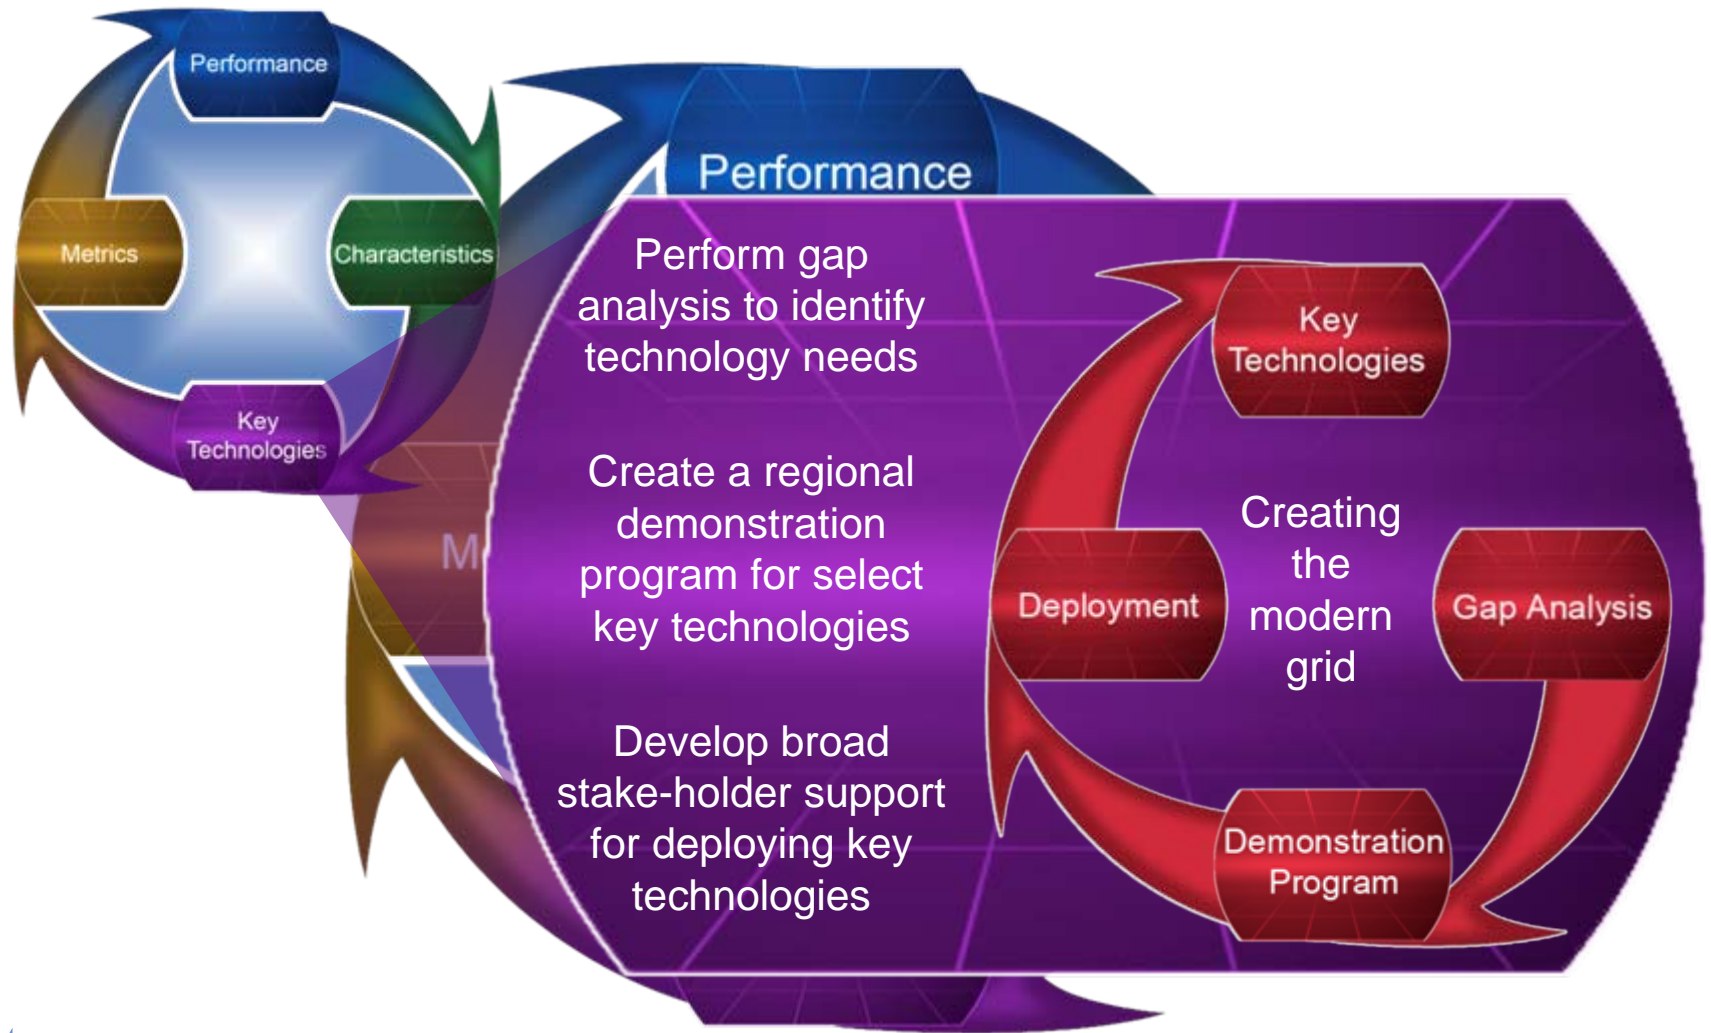 Performance
Metrics
Characteristics
Key
Technologies
Performance
M
Perform gap
analysis to identify
technology needs
Create a regional
demonstration
program for select
key technologies
Develop broad
stake-holder support
for deploying key
technologies
Key
Technologies
Deployment
Creating
the
modern
grid
Gap Analysis
Demonstration
Program